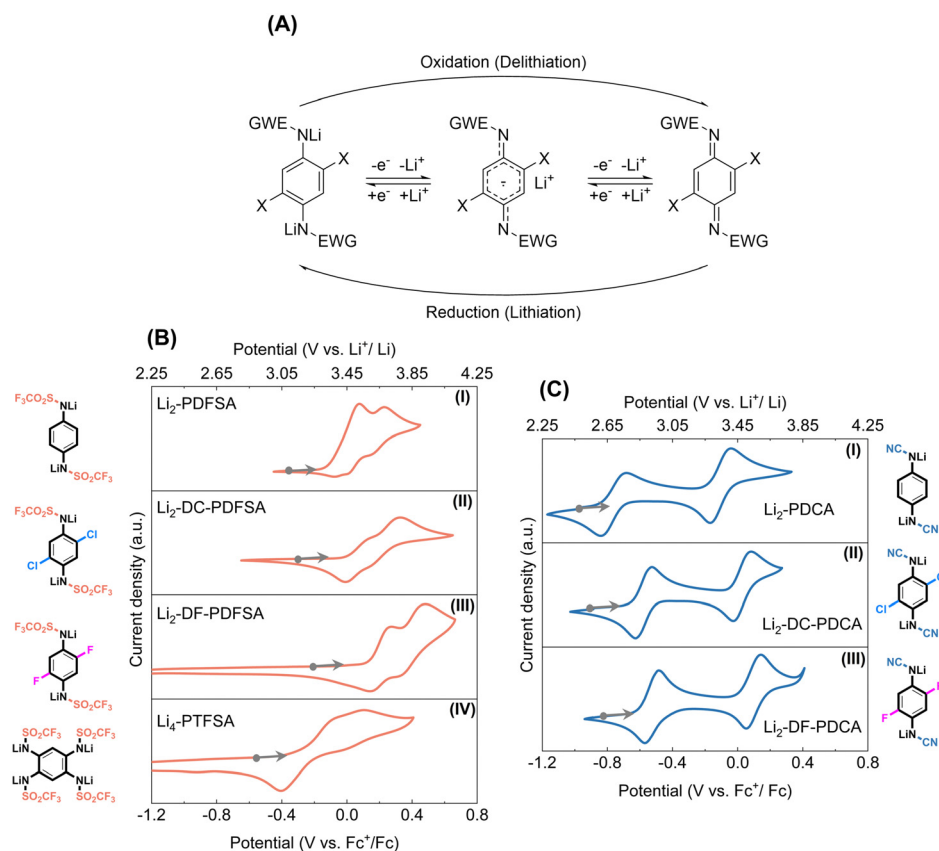 (A)
Oxidation (Delithiation)
GWE
NLi
X
X
LiN
EWG
-e⁻ -Li⁺
+e⁻ +Li⁺
GWE
N
X
X
-
Li⁺
N
EWG
-e⁻ -Li⁺
+e⁻ +Li⁺
GWE
N
X
X
N
EWG
Reduction (Lithiation)
(B)
Potential (V vs. Li⁺/ Li)
2.25 2.65 3.05 3.45 3.85 4.25
Li₂-PDFSA (I)
Li₂-DC-PDFSA (II)
Li₂-DF-PDFSA (III)
Li₄-PTFSA (IV)
Current density (a.u.)
-1.2 -0.8 -0.4 0.0 0.4 0.8
Potential (V vs. Fc⁺/Fc)
F₃CO₂S
NLi
LiN
SO₂CF₃
F₃CO₂S
NLi
Cl
Cl
LiN
SO₂CF₃
F₃CO₂S
NLi
F
F
LiN
SO₂CF₃
SO₂CF₃ SO₂CF₃
LiN NLi
LiN NLi
SO₂CF₃ SO₂CF₃
(C)
Potential (V vs. Li⁺/ Li)
2.25 2.65 3.05 3.45 3.85 4.25
(I)
Li₂-PDCA
(II)
Li₂-DC-PDCA
(III)
Li₂-DF-PDCA
Current density (a.u.)
-1.2 -0.8 -0.4 0.0 0.4 0.8
Potential (V vs. Fc⁺/ Fc)
NC
NLi
LiN
CN
NC
NLi
Cl
LiN
CN
NC
NLi
F
LiN
CN